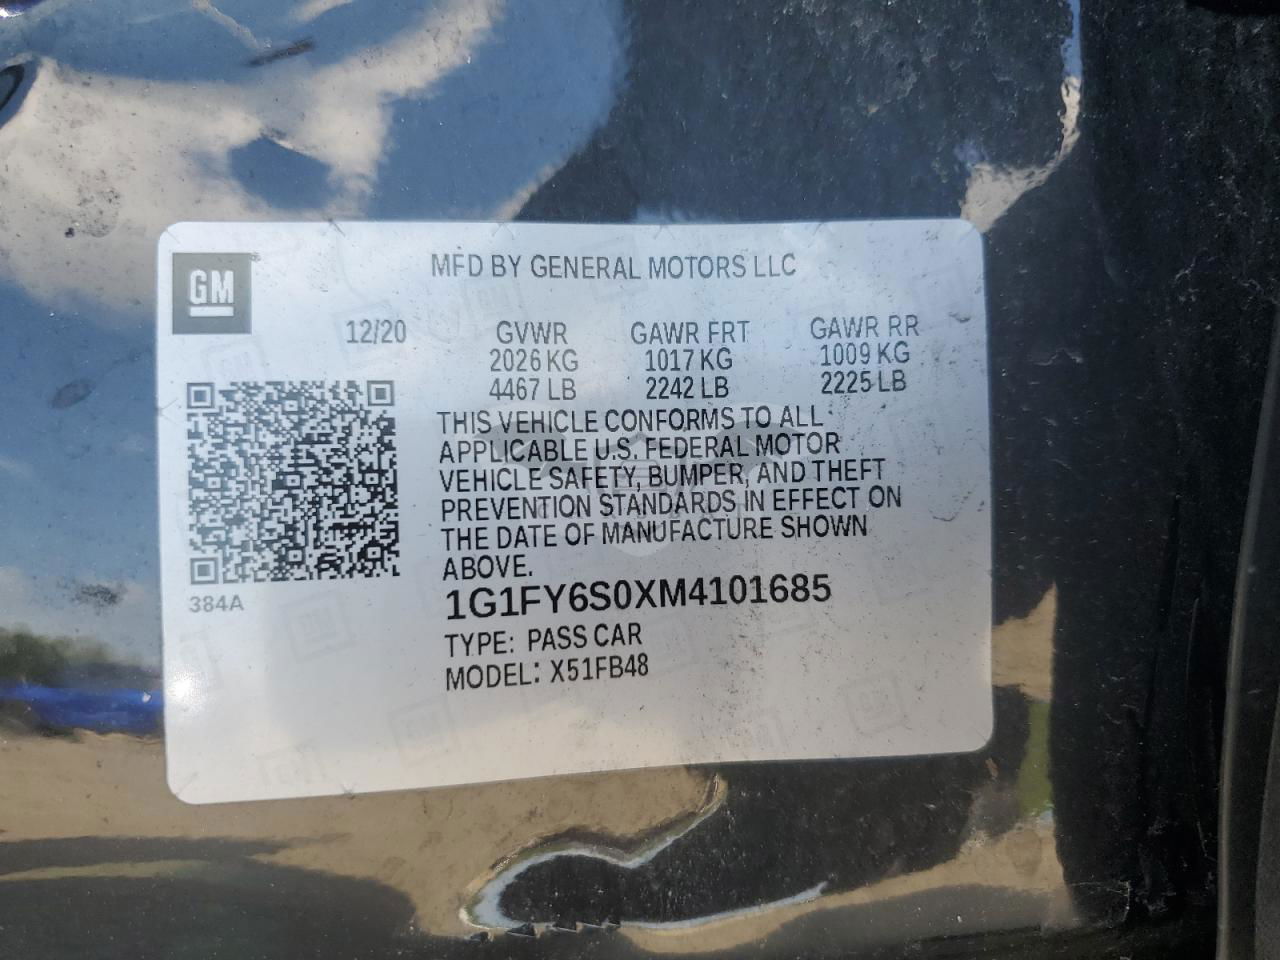 GM
MFD BY GENERAL MOTORS LLC
12/20 GVWR GAWR FRT GAWR RR
2026 KG 1017 KG 1009 KG
4467 LB 2242 LB 2225 LB
THIS VEHICLE CONFORMS TO ALL
APPLICABLE U.S. FEDERAL MOTOR
VEHICLE SAFETY, BUMPER, AND THEFT
PREVENTION STANDARDS IN EFFECT ON
THE DATE OF MANUFACTURE SHOWN
ABOVE.
384A
1G1FY6S0XM4101685
TYPE: PASS CAR
MODEL: X51FB48